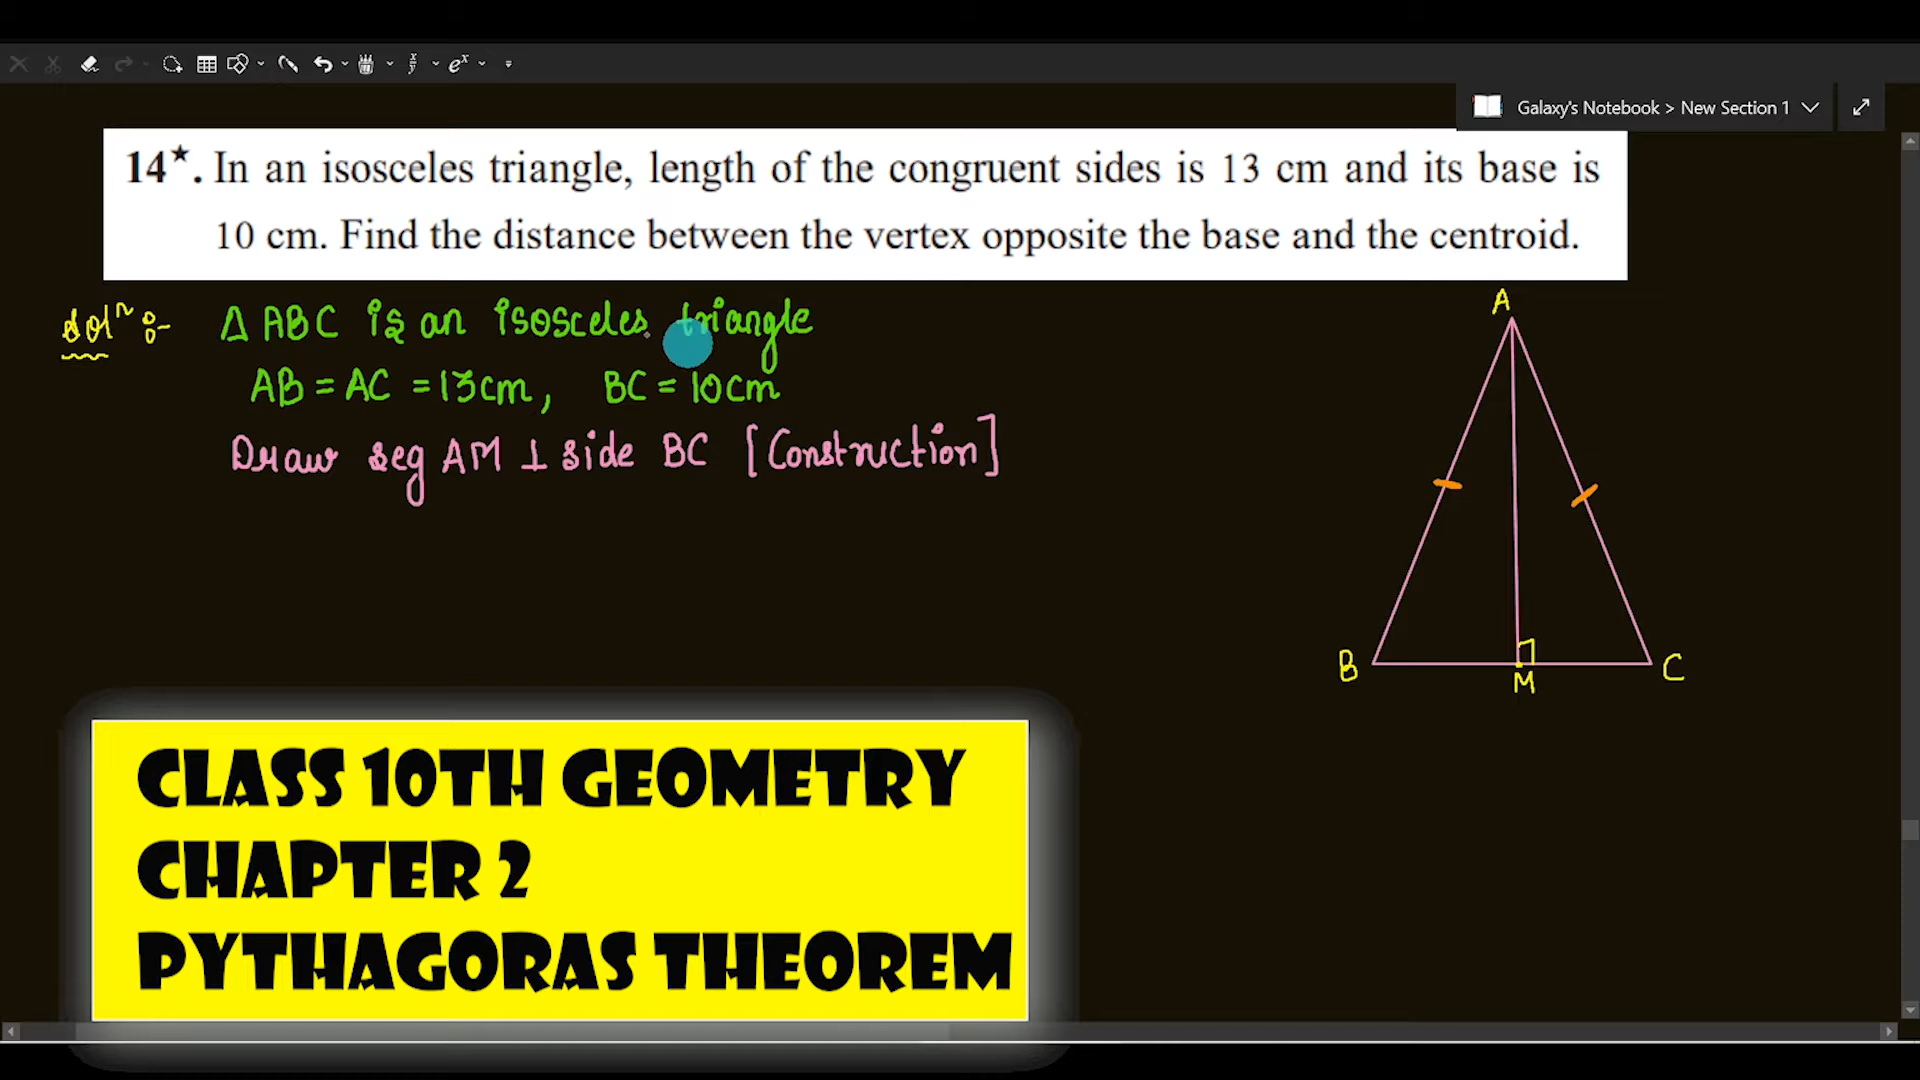 Galaxy's Notebook > New Section 1
14★. In an isosceles triangle, length of the congruent sides is 13 cm and its base is
10 cm. Find the distance between the vertex opposite the base and the centroid.
Solⁿ :-
Δ ABC is an isosceles triangle
AB = AC = 13cm, BC = 10cm
Draw seg AM ⊥ side BC [Construction]
A
B
M
C
CLASS 10TH GEOMETRY
CHAPTER 2
PYTHAGORAS THEOREM